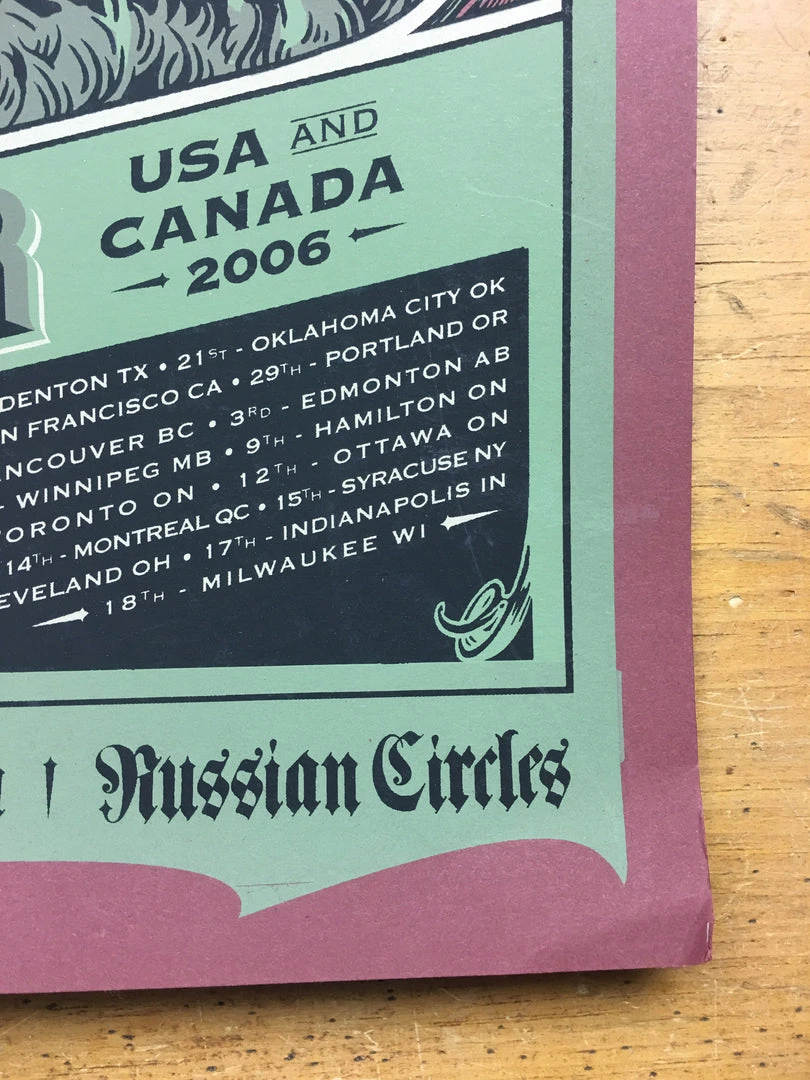 USA AND
CANADA
2006
DENTON TX • 21ST - OKLAHOMA CITY OK
N FRANCISCO CA • 29TH - PORTLAND OR
ANCOUVER BC • 3RD - EDMONTON AB
WINNIPEG MB • 9TH - HAMILTON ON
ORONTO ON • 12TH - OTTAWA ON
14TH - MONTREAL QC • 15TH - SYRACUSE NY
EVELAND OH • 17TH - INDIANAPOLIS IN
18TH - MILWAUKEE WI
Russian Circles